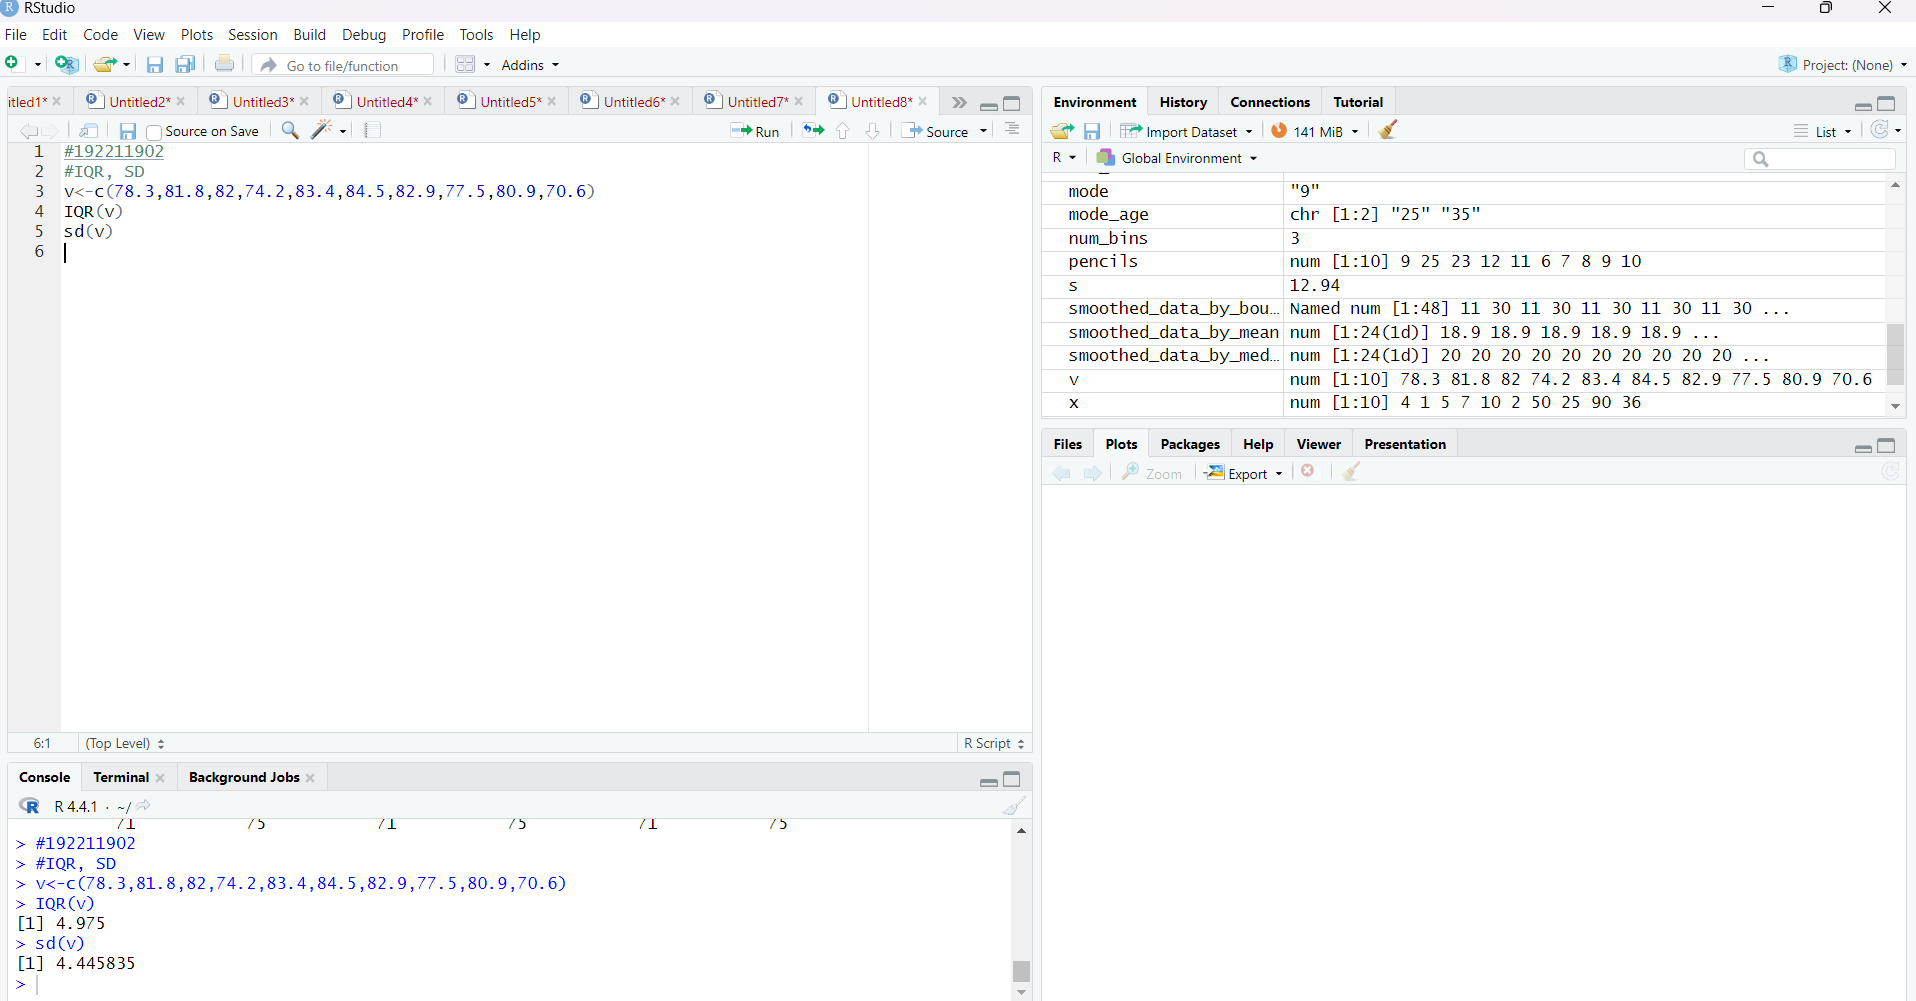 RStudio
File Edit Code View Plots Session Build Debug Profile Tools Help
Go to file/function Addins Project: (None)
itled1* Untitled2* Untitled3* Untitled4* Untitled5* Untitled6* Untitled7* Untitled8*
Source on Save Run Source
1 #192211902
2 #IQR, SD
3 v<-c(78.3,81.8,82,74.2,83.4,84.5,82.9,77.5,80.9,70.6)
4 IQR(v)
5 sd(v)
6
6:1 (Top Level) R Script
Console Terminal Background Jobs
R 4.4.1 · ~/
71 75 71 75 71 75
> #192211902
> #IQR, SD
> v<-c(78.3,81.8,82,74.2,83.4,84.5,82.9,77.5,80.9,70.6)
> IQR(v)
[1] 4.975
> sd(v)
[1] 4.445835
>
Environment History Connections Tutorial
Import Dataset 141 MiB List
R Global Environment
mode "9"
mode_age chr [1:2] "25" "35"
num_bins 3
pencils num [1:10] 9 25 23 12 11 6 7 8 9 10
s 12.94
smoothed_data_by_bou… Named num [1:48] 11 30 11 30 11 30 11 30 11 30 ...
smoothed_data_by_mean num [1:24(1d)] 18.9 18.9 18.9 18.9 18.9 ...
smoothed_data_by_med… num [1:24(1d)] 20 20 20 20 20 20 20 20 20 20 ...
v num [1:10] 78.3 81.8 82 74.2 83.4 84.5 82.9 77.5 80.9 70.6
x num [1:10] 4 1 5 7 10 2 50 25 90 36
Files Plots Packages Help Viewer Presentation
Zoom Export